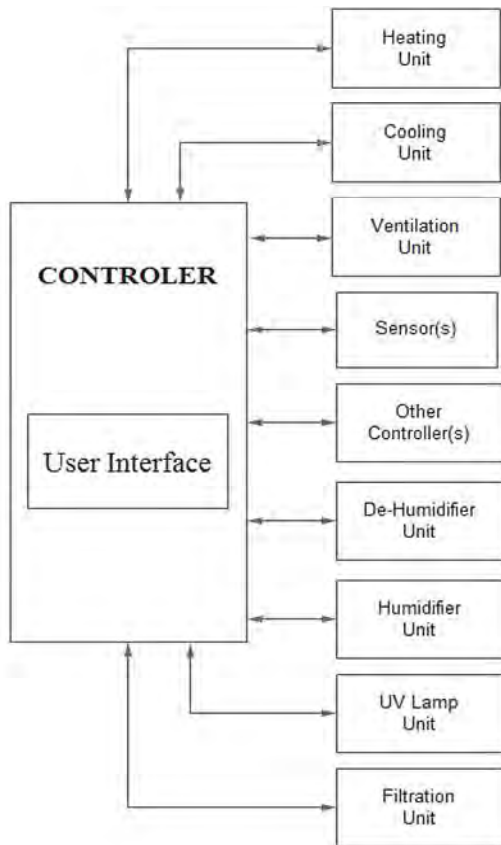 Heating
Unit
Cooling
Unit
Ventilation
Unit
CONTROLER
Sensor(s)
Other
Controller(s)
User Interface
De-Humidifier
Unit
Humidifier
Unit
UV Lamp
Unit
Filtration
Unit